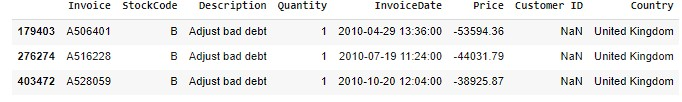 Invoice StockCode Description Quantity InvoiceDate Price Customer ID Country
179403 A506401 B Adjust bad debt 1 2010-04-29 13:36:00 -53594.36 NaN United Kingdom
276274 A516228 B Adjust bad debt 1 2010-07-19 11:24:00 -44031.79 NaN United Kingdom
403472 A528059 B Adjust bad debt 1 2010-10-20 12:04:00 -38925.87 NaN United Kingdom